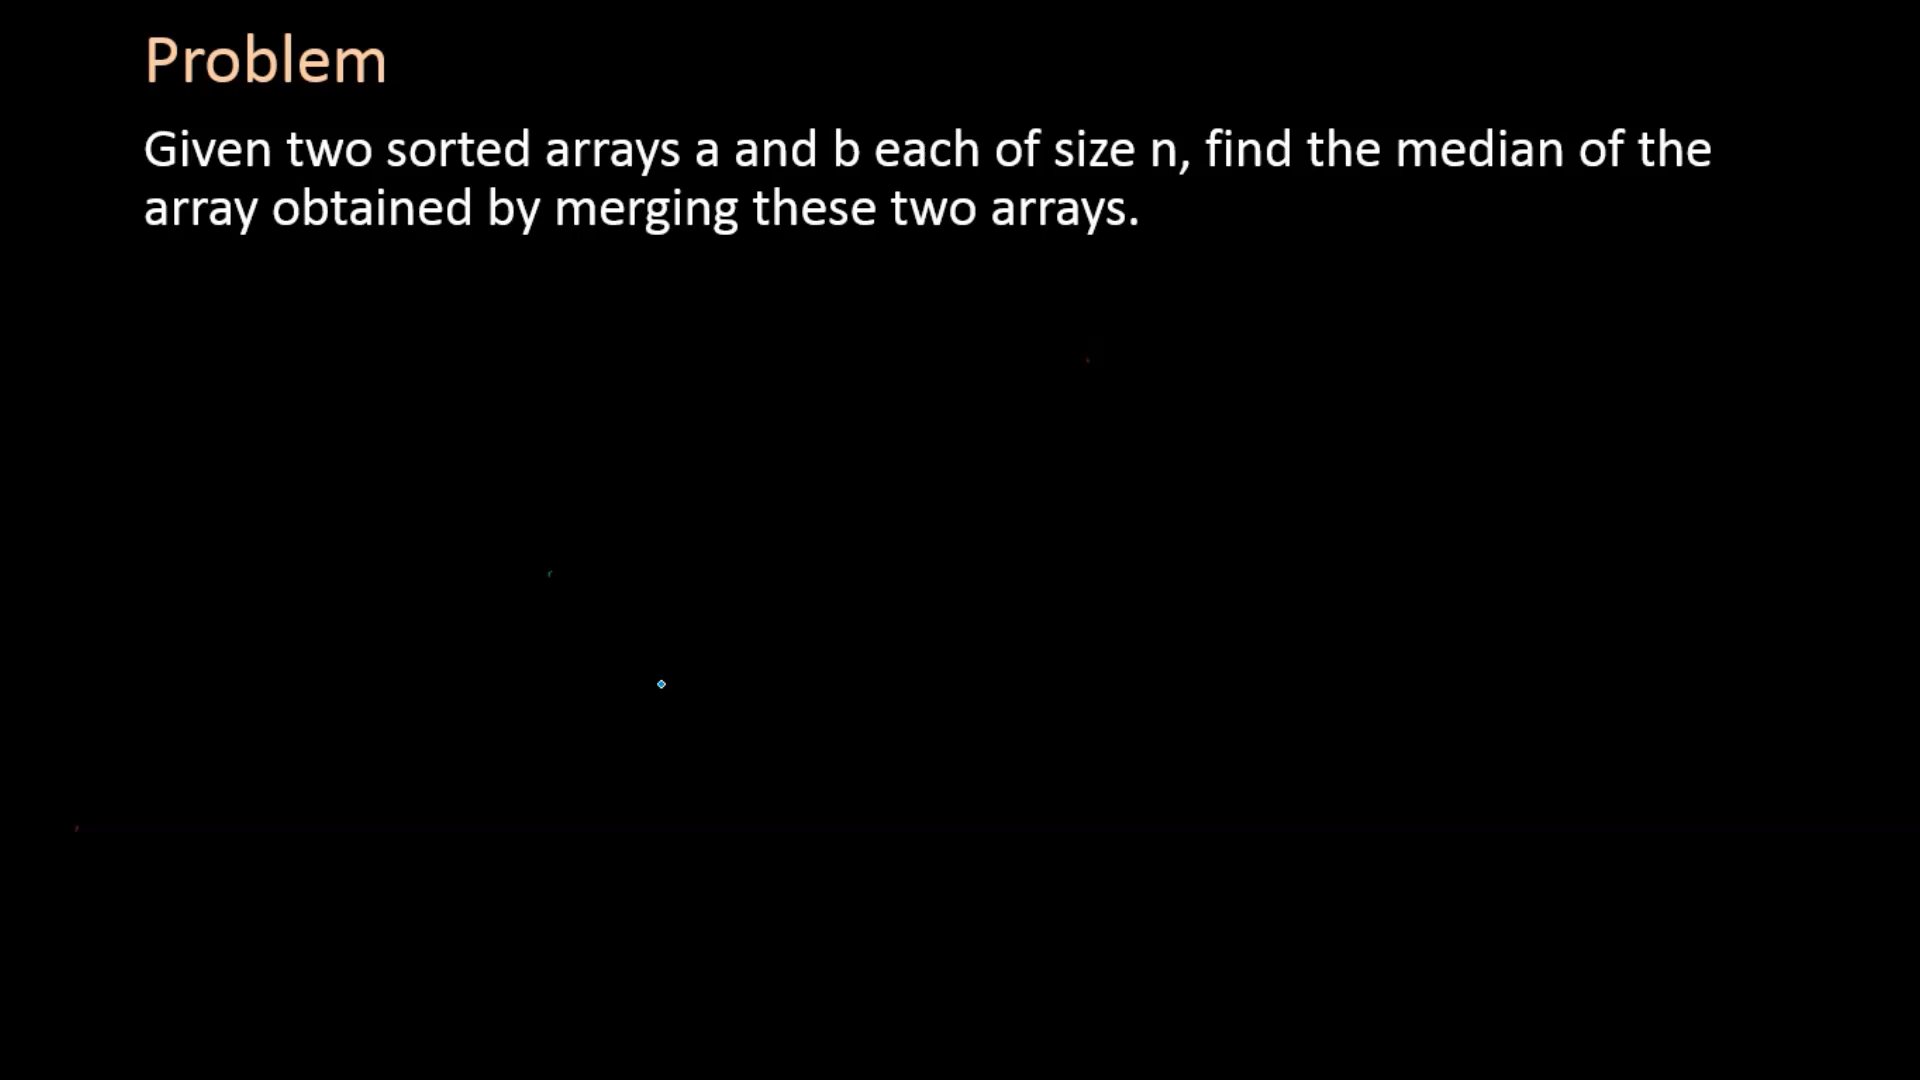 Problem
Given two sorted arrays a and b each of size n, find the median of the
array obtained by merging these two arrays.